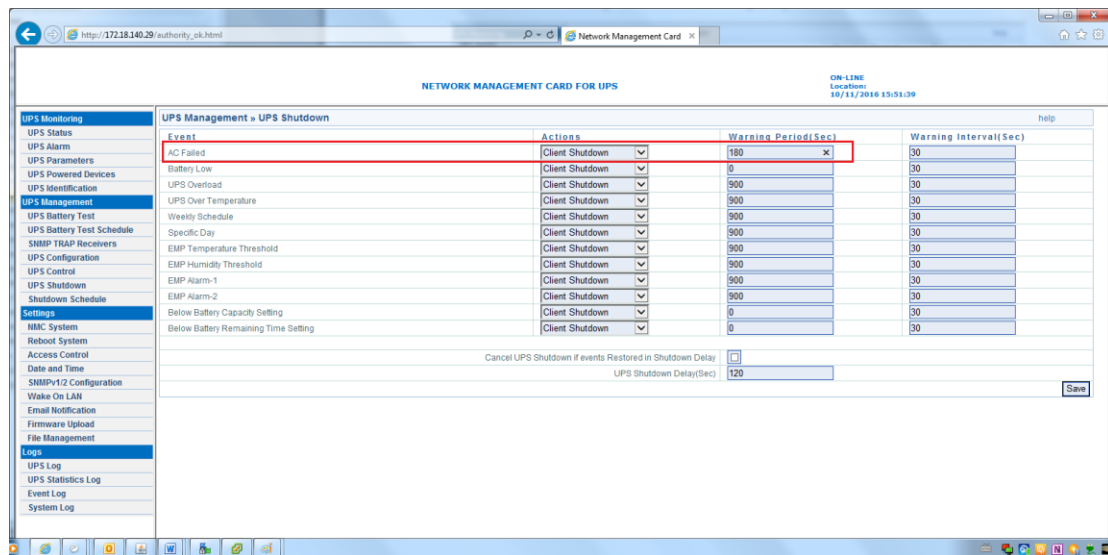 http://172.18.140.29/authority_ok.html
Network Management Card
NETWORK MANAGEMENT CARD FOR UPS
ON-LINE
Location:
10/11/2016 15:51:39
UPS Monitoring
UPS Status
UPS Alarm
UPS Parameters
UPS Powered Devices
UPS Identification
UPS Management
UPS Battery Test
UPS Battery Test Schedule
SNMP TRAP Receivers
UPS Configuration
UPS Control
UPS Shutdown
Shutdown Schedule
Settings
NMC System
Reboot System
Access Control
Date and Time
SNMPv1/2 Configuration
Wake On LAN
Email Notification
Firmware Upload
File Management
Logs
UPS Log
UPS Statistics Log
Event Log
System Log
UPS Management » UPS Shutdown help
Event Actions Warning Period(Sec) Warning Interval(Sec)
AC Failed Client Shutdown 180 30
Battery Low Client Shutdown 0 30
UPS Overload Client Shutdown 900 30
UPS Over Temperature Client Shutdown 900 30
Weekly Schedule Client Shutdown 900 30
Specific Day Client Shutdown 900 30
EMP Temperature Threshold Client Shutdown 900 30
EMP Humidity Threshold Client Shutdown 900 30
EMP Alarm-1 Client Shutdown 900 30
EMP Alarm-2 Client Shutdown 900 30
Below Battery Capacity Setting Client Shutdown 0 30
Below Battery Remaining Time Setting Client Shutdown 0 30
Cancel UPS Shutdown if events Restored in Shutdown Delay
UPS Shutdown Delay(Sec) 120
Save